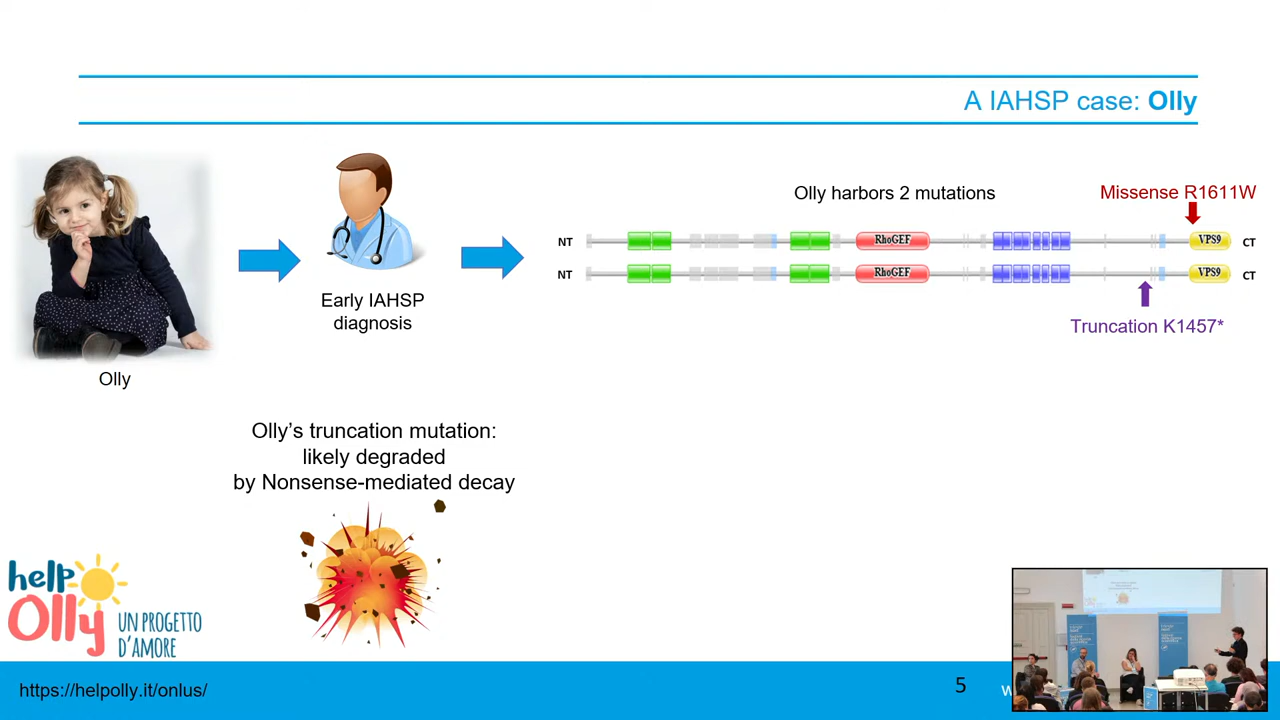 A IAHSP case: Olly
Olly harbors 2 mutations
Missense R1611W
NT
RhoGEF
VPS9
CT
NT
RhoGEF
VPS9
CT
Truncation K1457*
Early IAHSP
diagnosis
Olly
Olly's truncation mutation:
likely degraded
by Nonsense-mediated decay
help
Olly
UN PROGETTO
D'AMORE
https://helpolly.it/onlus/
5